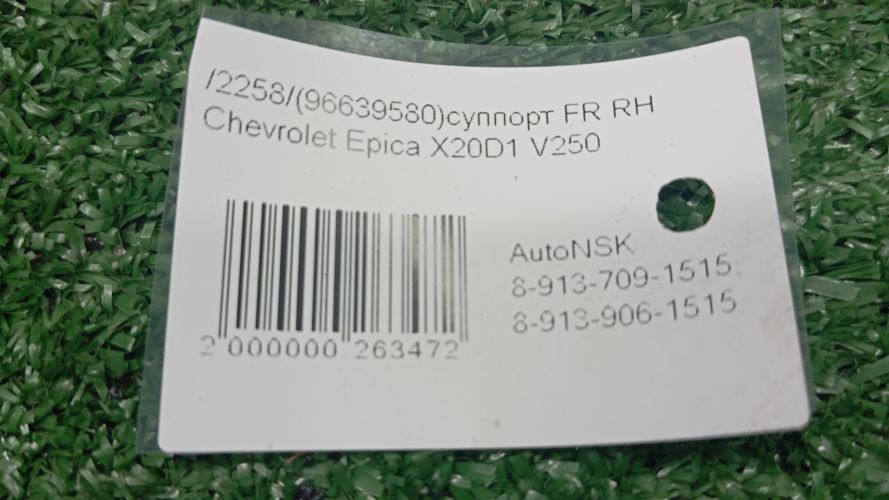 /2258/(96639580)суппорт FR RH
Chevrolet Epica X20D1 V250
AutoNSK
8-913-709-1515,
8-913-906-1515
2 000000 263472